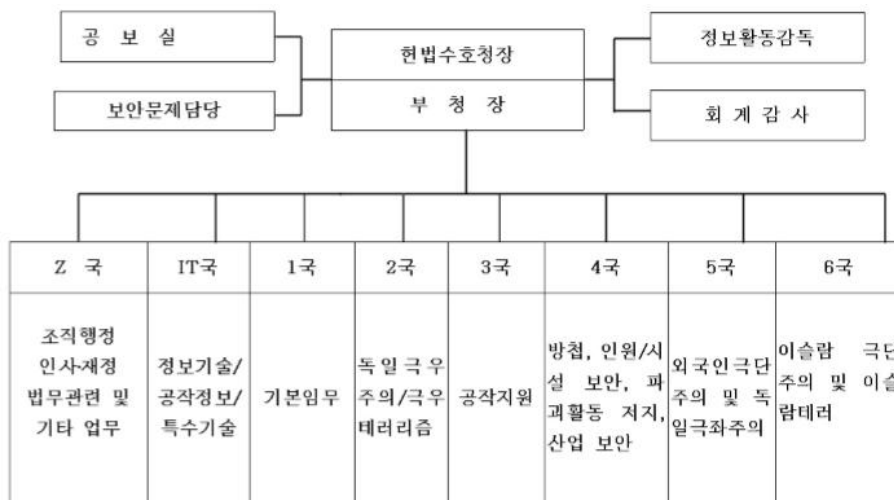 공 보 실
헌법수호청장
정보활동감독
보안문제담당
부 청 장
회 계 감 사
Z 국
IT국
1국
2국
3국
4국
5국
6국
조직행정
인사·재정
법무관련 및
기타 업무
정보기술/
공작정보/
특수기술
기본임무
독일극우
주의/극우
테러리즘
공작지원
방첩, 인원/시
설 보안, 파
괴활동 저지,
산업 보안
외국인극단
주의 및 독
일극좌주의
이슬람 극단
주의 및 이슬
람테러